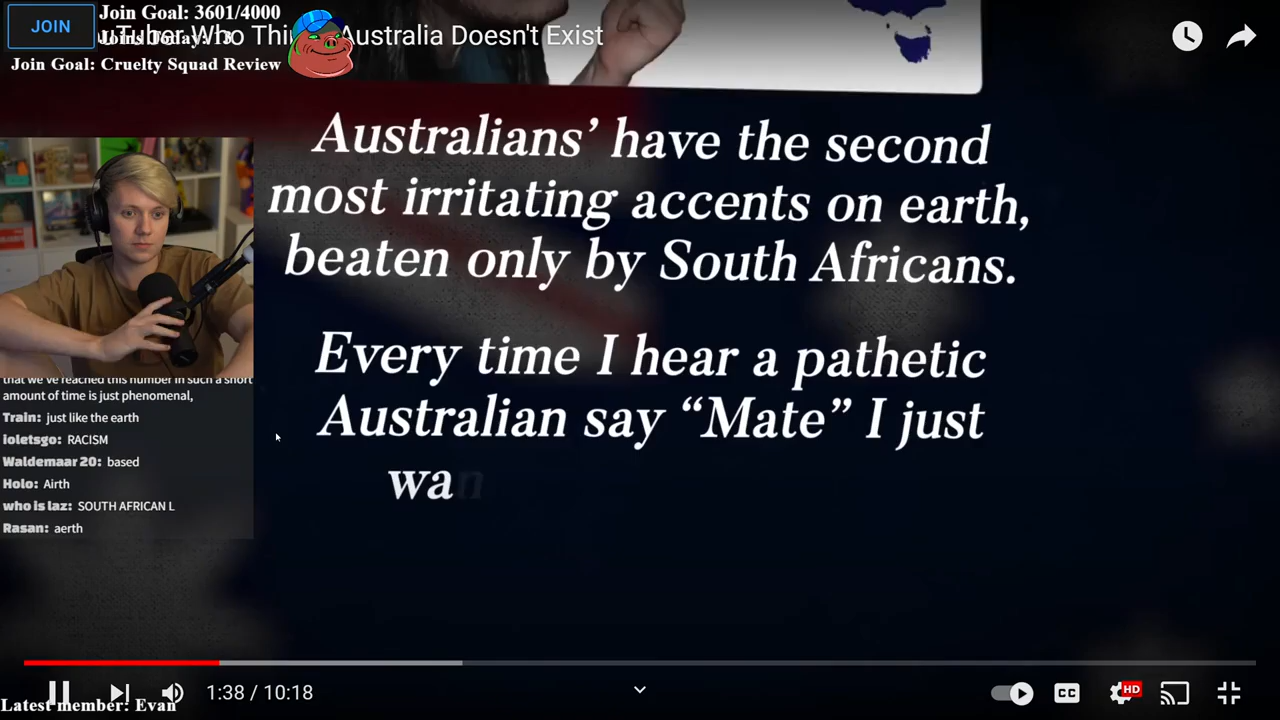 JOIN
Join Goal: 3601/4000
Australia Doesn't Exist
Join Goal: Cruelty Squad Review
Australians’ have the second
most irritating accents on earth,
beaten only by South Africans.
Every time I hear a pathetic
Australian say “Mate” I just
wan
that we've reached this number in such a short
amount of time is just phenomenal,
Train: just like the earth
ioletsgo: RACISM
Waldemaar 20: based
Holo: Airth
who is laz: SOUTH AFRICAN L
Rasan: aerth
1:38 / 10:18
CC
HD
Latest member: Evan